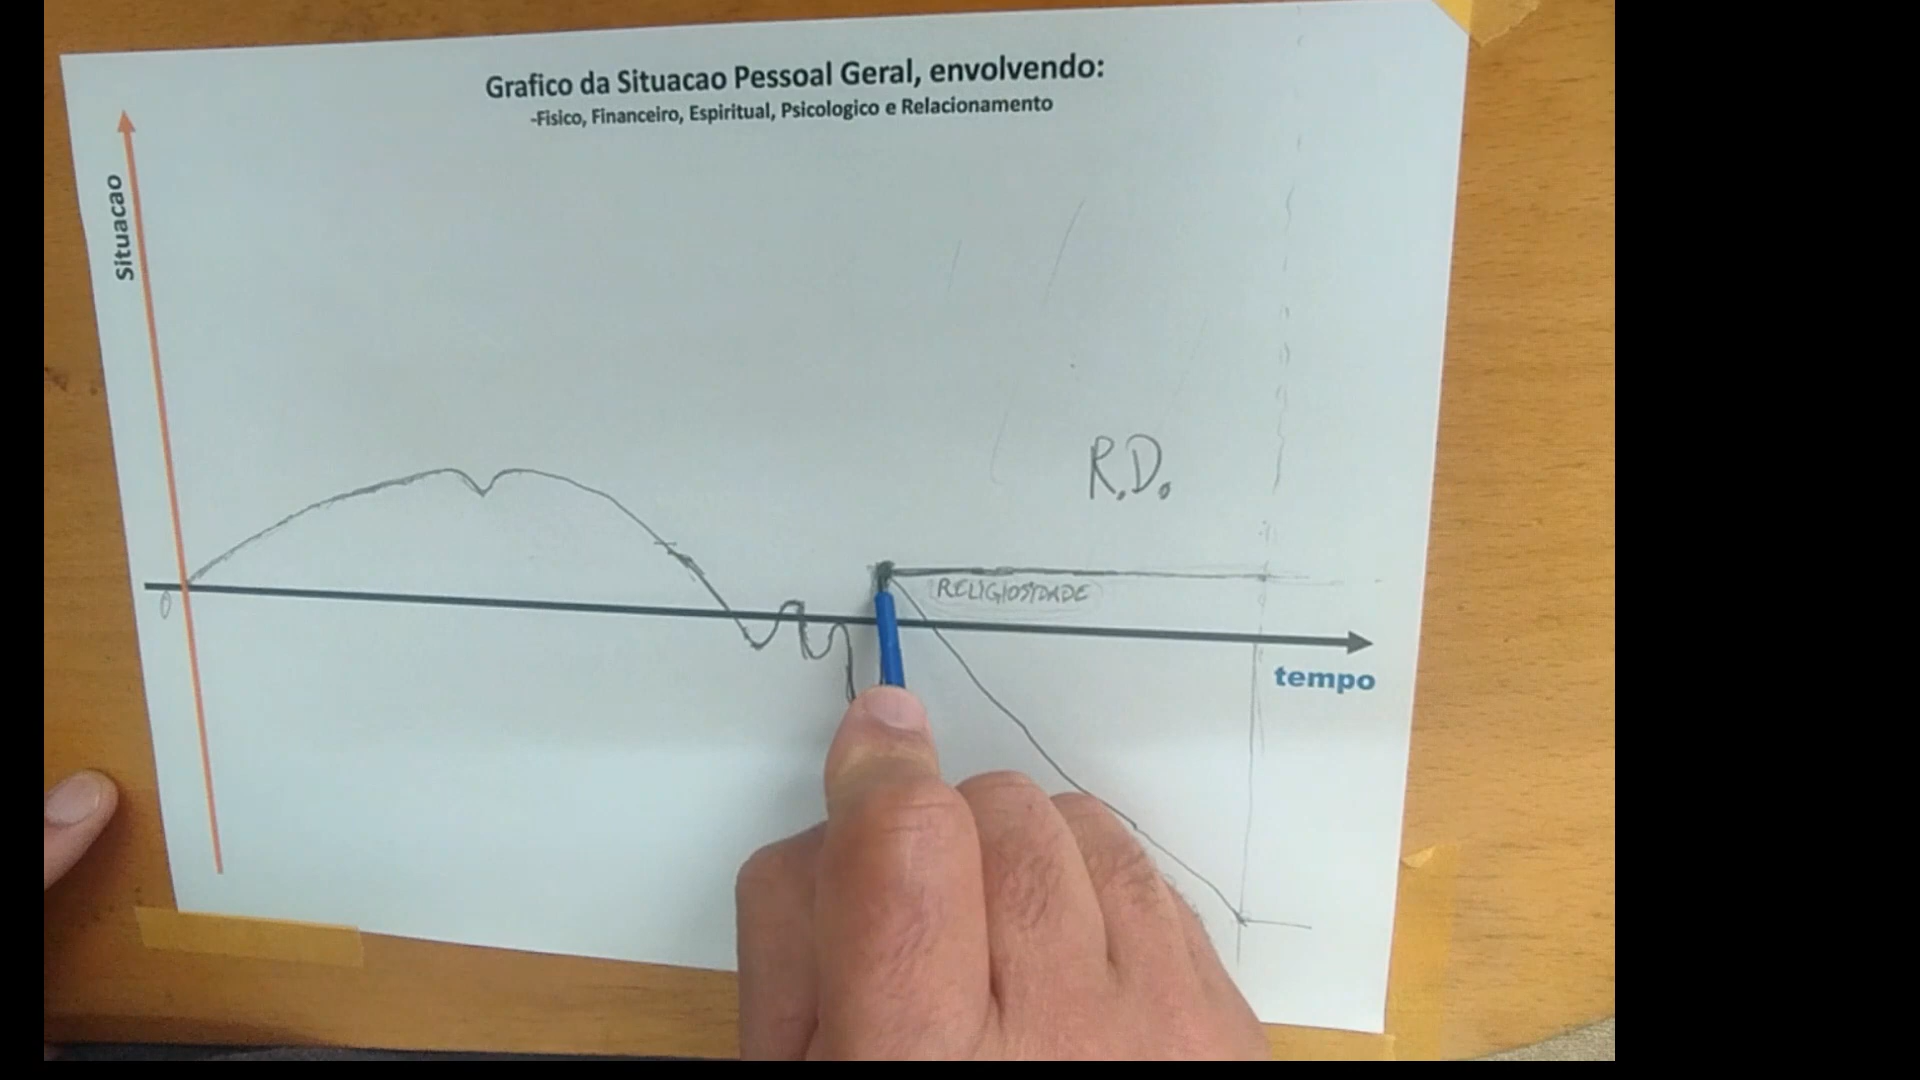 Grafico da Situacao Pessoal Geral, envolvendo:
-Fisico, Financeiro, Espiritual, Psicologico e Relacionamento
Situacao
R.D.
RELIGIOSIDADE
0
tempo